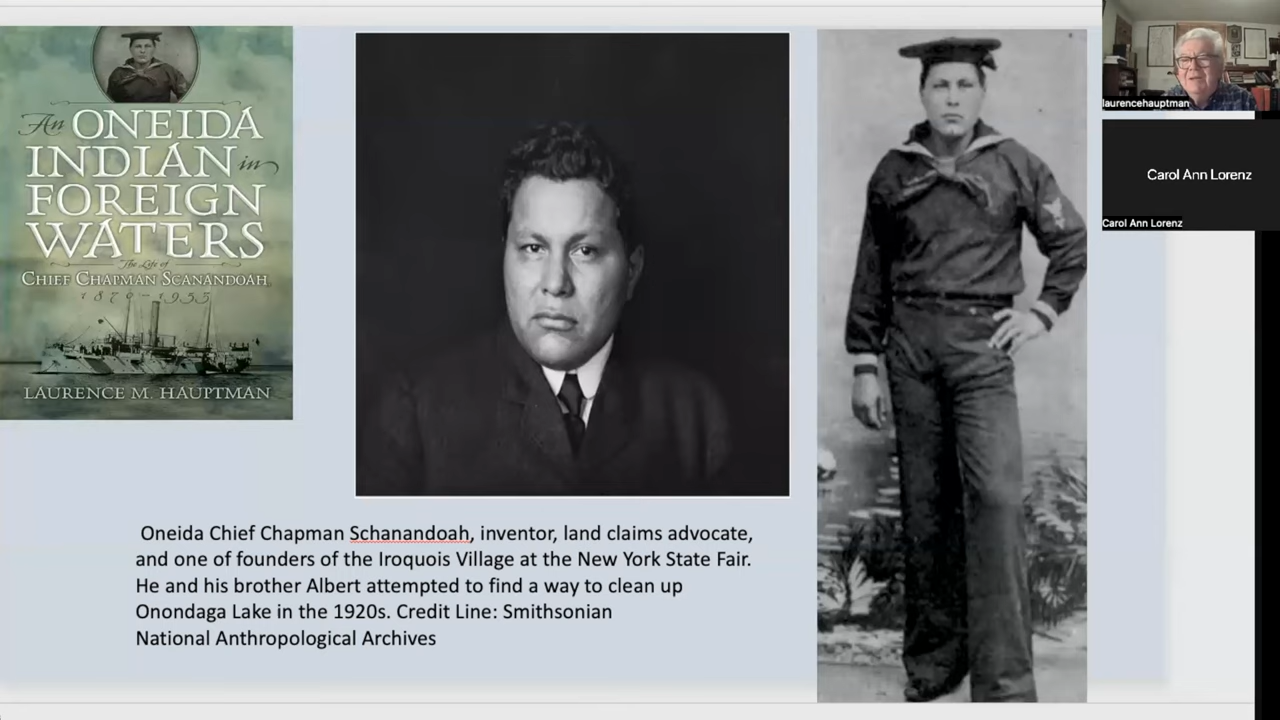 An ONEIDA
INDIAN in
FOREIGN
WATERS
The Life of
CHIEF CHAPMAN SCANANDOAH
1870–1953
LAURENCE M. HAUPTMAN
Oneida Chief Chapman Schanandoah, inventor, land claims advocate,
and one of founders of the Iroquois Village at the New York State Fair.
He and his brother Albert attempted to find a way to clean up
Onondaga Lake in the 1920s. Credit Line: Smithsonian
National Anthropological Archives
laurencehauptman
Carol Ann Lorenz
Carol Ann Lorenz